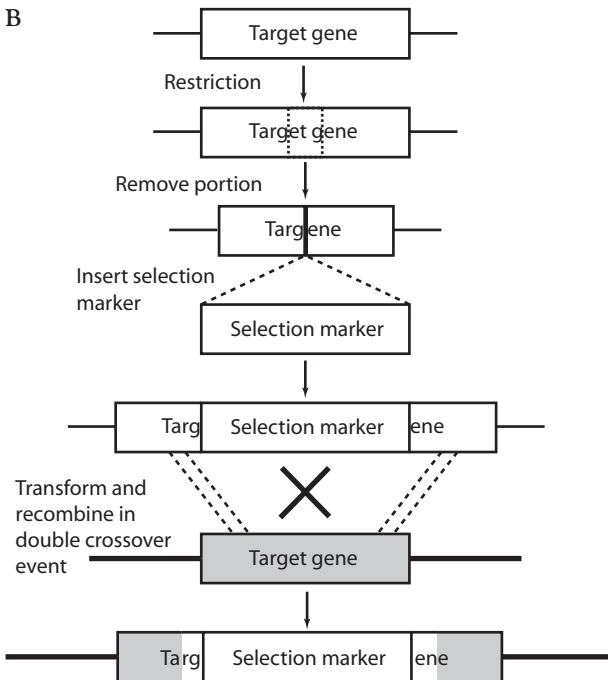 B
Target gene
Restriction
Target gene
Remove portion
Targ ene
Insert selection
marker
Selection marker
Targ Selection marker ene
Transform and
recombine in
double crossover
event
Target gene
Targ Selection marker ene